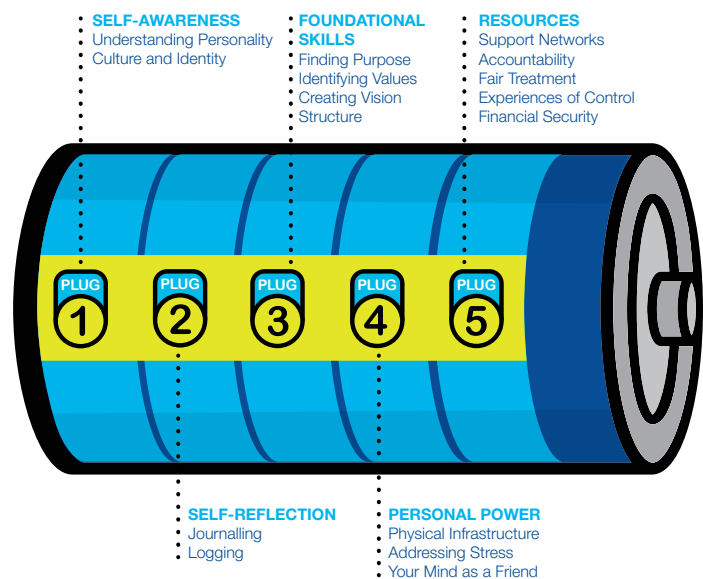 SELF-AWARENESS
Understanding Personality
Culture and Identity
FOUNDATIONAL
SKILLS
Finding Purpose
Identifying Values
Creating Vision
Structure
RESOURCES
Support Networks
Accountability
Fair Treatment
Experiences of Control
Financial Security
PLUG
1
PLUG
2
PLUG
3
PLUG
4
PLUG
5
SELF-REFLECTION
Journalling
Logging
PERSONAL POWER
Physical Infrastructure
Addressing Stress
Your Mind as a Friend